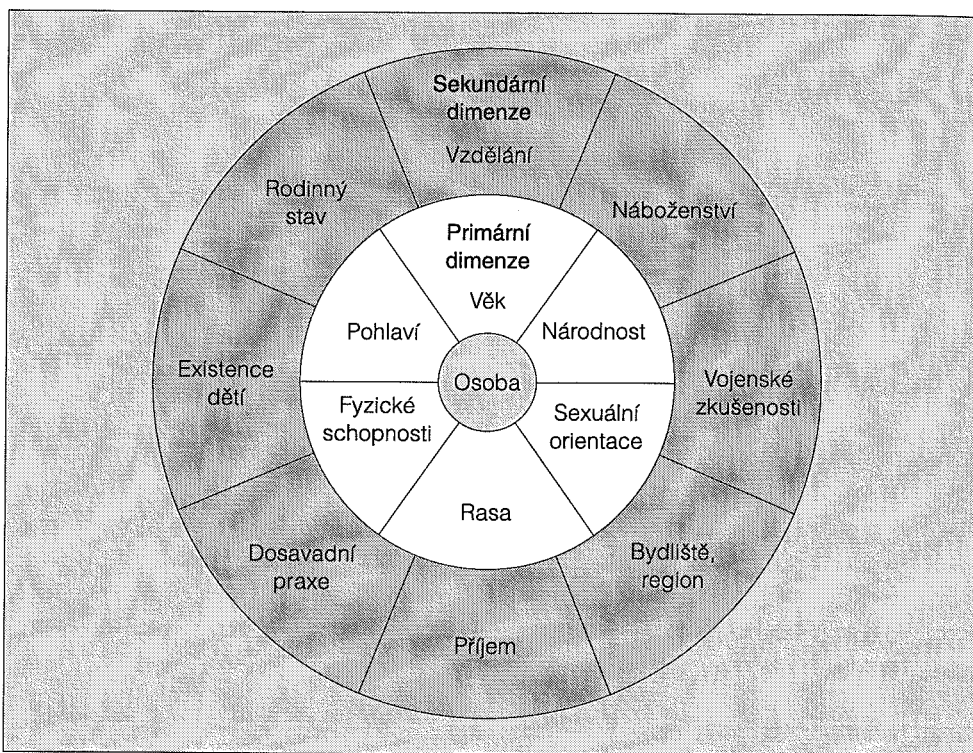 Sekundární
dimenze
Vzdělání
Rodinný
stav
Náboženství
Primární
dimenze
Věk
Pohlaví
Národnost
Existence
dětí
Osoba
Vojenské
zkušenosti
Fyzické
schopnosti
Sexuální
orientace
Rasa
Dosavadní
praxe
Bydliště,
region
Příjem